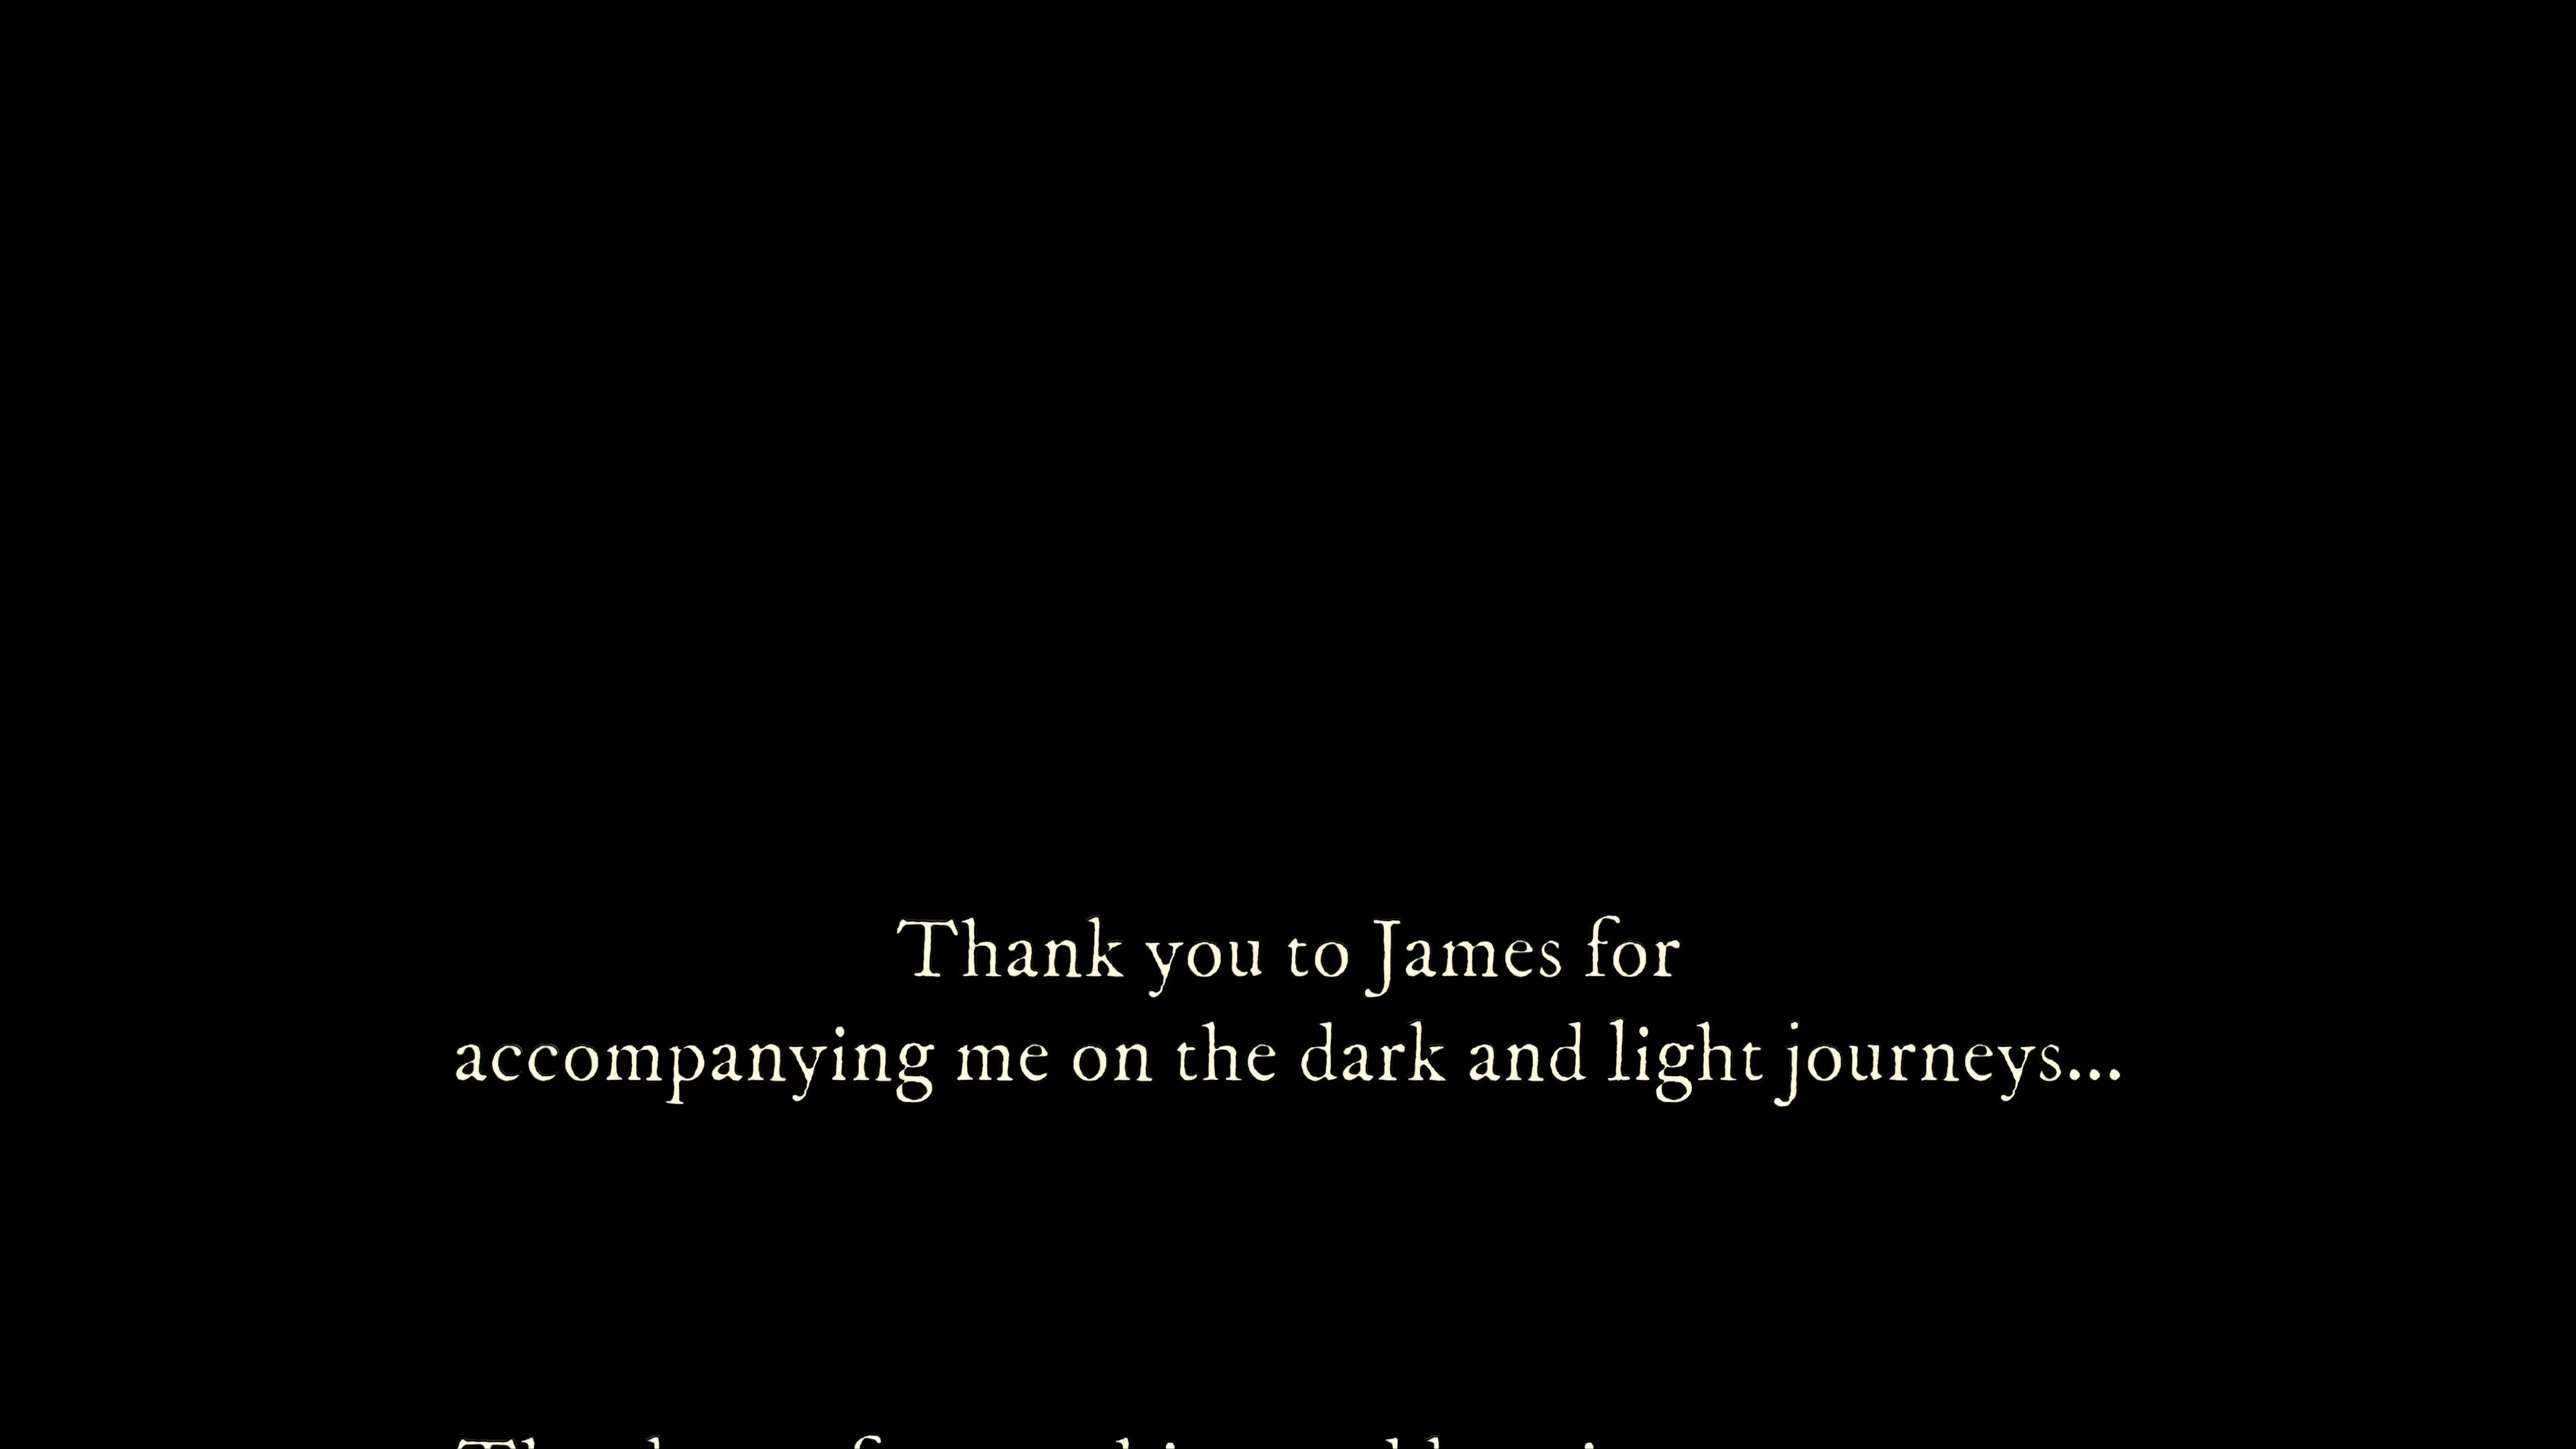 Thank you to James for
accompanying me on the dark and light journeys...